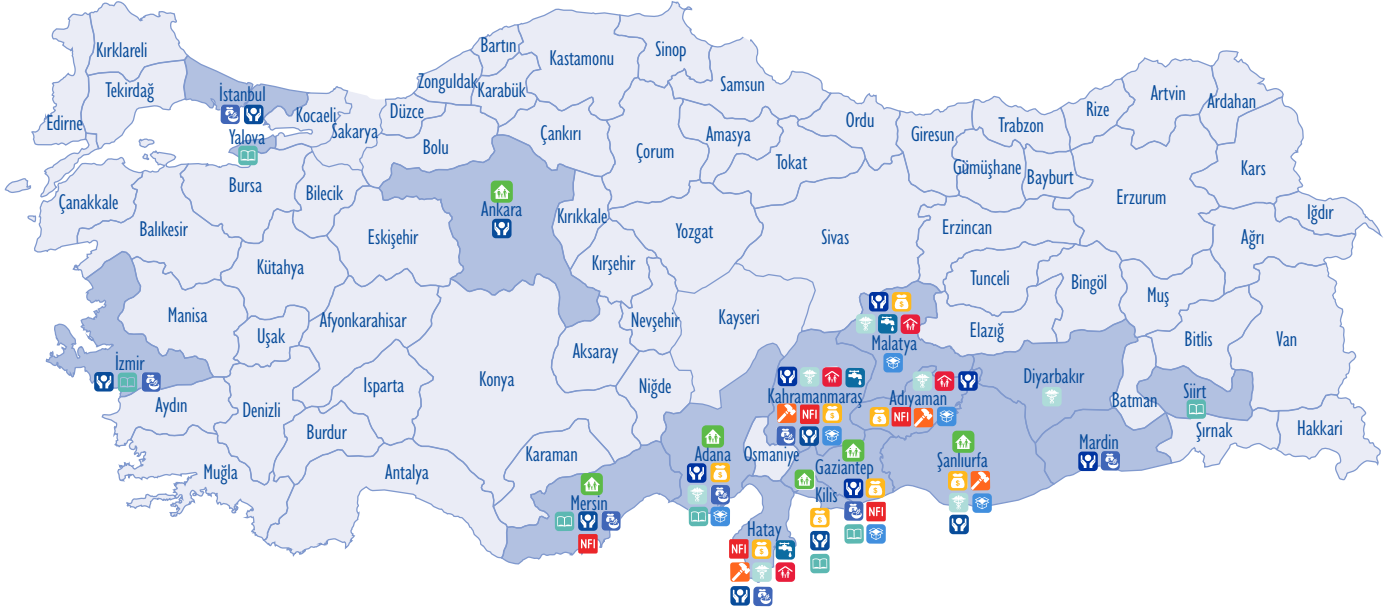 Kırklareli
Tekirdağ
Edirne
İstanbul
Kocaeli
Yalova
Sakarya
Düzce
Zonguldak
Bartın
Karabük
Kastamonu
Sinop
Samsun
Bolu
Çankırı
Çorum
Amasya
Tokat
Ordu
Giresun
Trabzon
Rize
Artvin
Ardahan
Gümüşhane
Bayburt
Kars
Erzurum
Iğdır
Ağrı
Çanakkale
Bursa
Bilecik
Balıkesir
Eskişehir
Ankara
Kırıkkale
Yozgat
Sivas
Erzincan
Kütahya
Kırşehir
Tunceli
Bingöl
Muş
Manisa
Uşak
Afyonkarahisar
Nevşehir
Kayseri
Elazığ
Malatya
Bitlis
Van
İzmir
Aydın
Denizli
Isparta
Konya
Aksaray
Niğde
Kahramanmaraş
NFI
Adıyaman
NFI
Diyarbakır
Batman
Siirt
Şırnak
Hakkari
Mardin
Burdur
Muğla
Antalya
Karaman
Mersin
NFI
Adana
Osmaniye
Gaziantep
NFI
Kilis
Şanlıurfa
Hatay
NFI